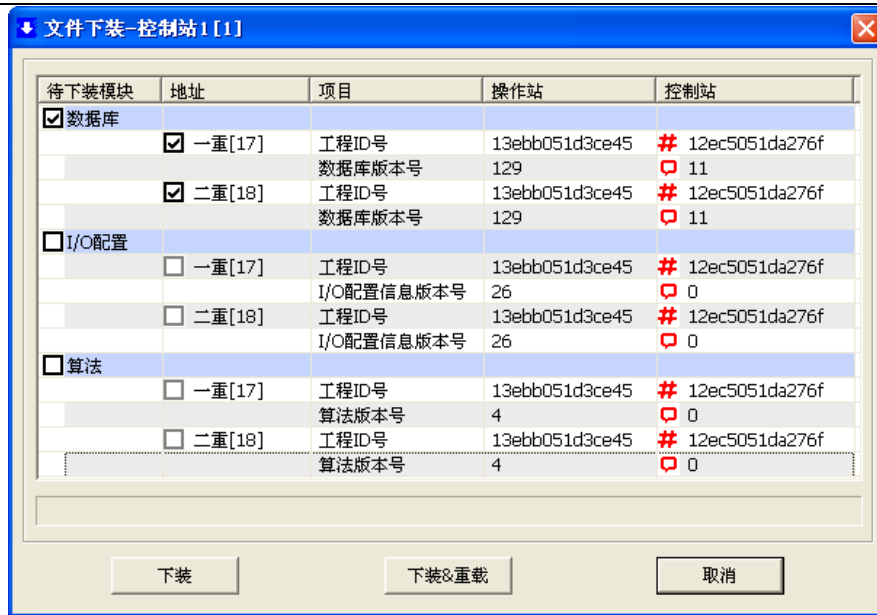 文件下装-控制站1[1]
待下装模块 地址 项目 操作站 控制站
数据库
一重[17] 工程ID号 13ebb051d3ce45 # 12ec5051da276f
数据库版本号 129 11
二重[18] 工程ID号 13ebb051d3ce45 # 12ec5051da276f
数据库版本号 129 11
I/O配置
一重[17] 工程ID号 13ebb051d3ce45 # 12ec5051da276f
I/O配置信息版本号 26 0
二重[18] 工程ID号 13ebb051d3ce45 # 12ec5051da276f
I/O配置信息版本号 26 0
算法
一重[17] 工程ID号 13ebb051d3ce45 # 12ec5051da276f
算法版本号 4 0
二重[18] 工程ID号 13ebb051d3ce45 # 12ec5051da276f
算法版本号 4 0
下装 下装&重载 取消